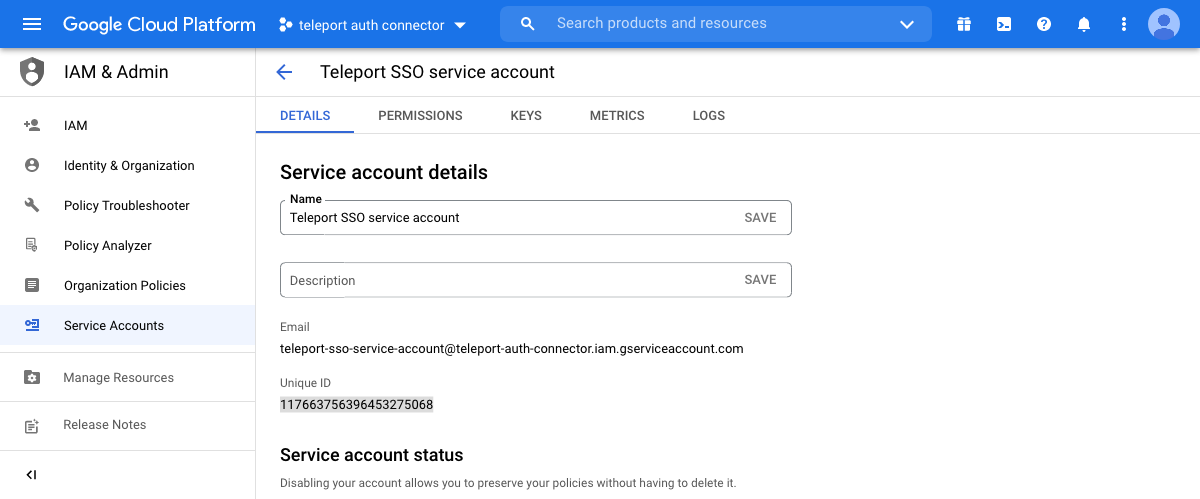 Google Cloud Platform
teleport auth connector
Search products and resources
IAM & Admin
Teleport SSO service account
DETAILS PERMISSIONS KEYS METRICS LOGS
IAM
Identity & Organization
Policy Troubleshooter
Policy Analyzer
Organization Policies
Service Accounts
Manage Resources
Release Notes
Service account details
Name
Teleport SSO service account SAVE
Description SAVE
Email
teleport-sso-service-account@teleport-auth-connector.iam.gserviceaccount.com
Unique ID
117663756396453275068
Service account status
Disabling your account allows you to preserve your policies without having to delete it.